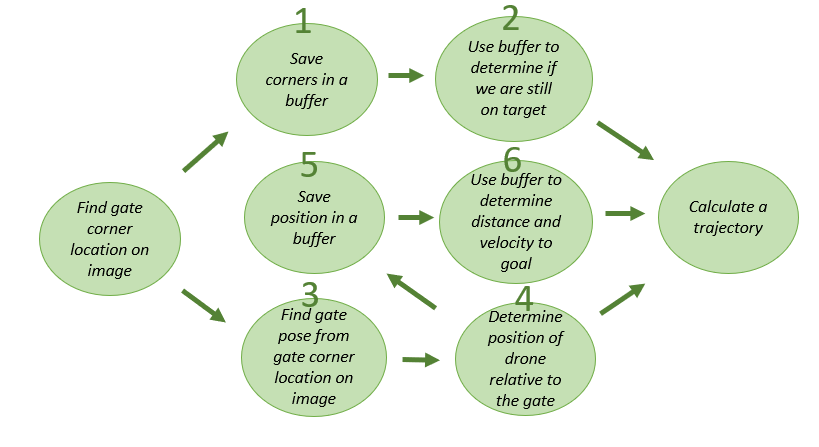 1
Save
corners in a
buffer
2
Use buffer to
determine if
we are still
on target
Find gate
corner
location on
image
5
Save
position in a
buffer
6
Use buffer to
determine
distance and
velocity to
goal
Calculate a
trajectory
3
Find gate
pose from
gate corner
location on
image
4
Determine
position of
drone
relative to
the gate